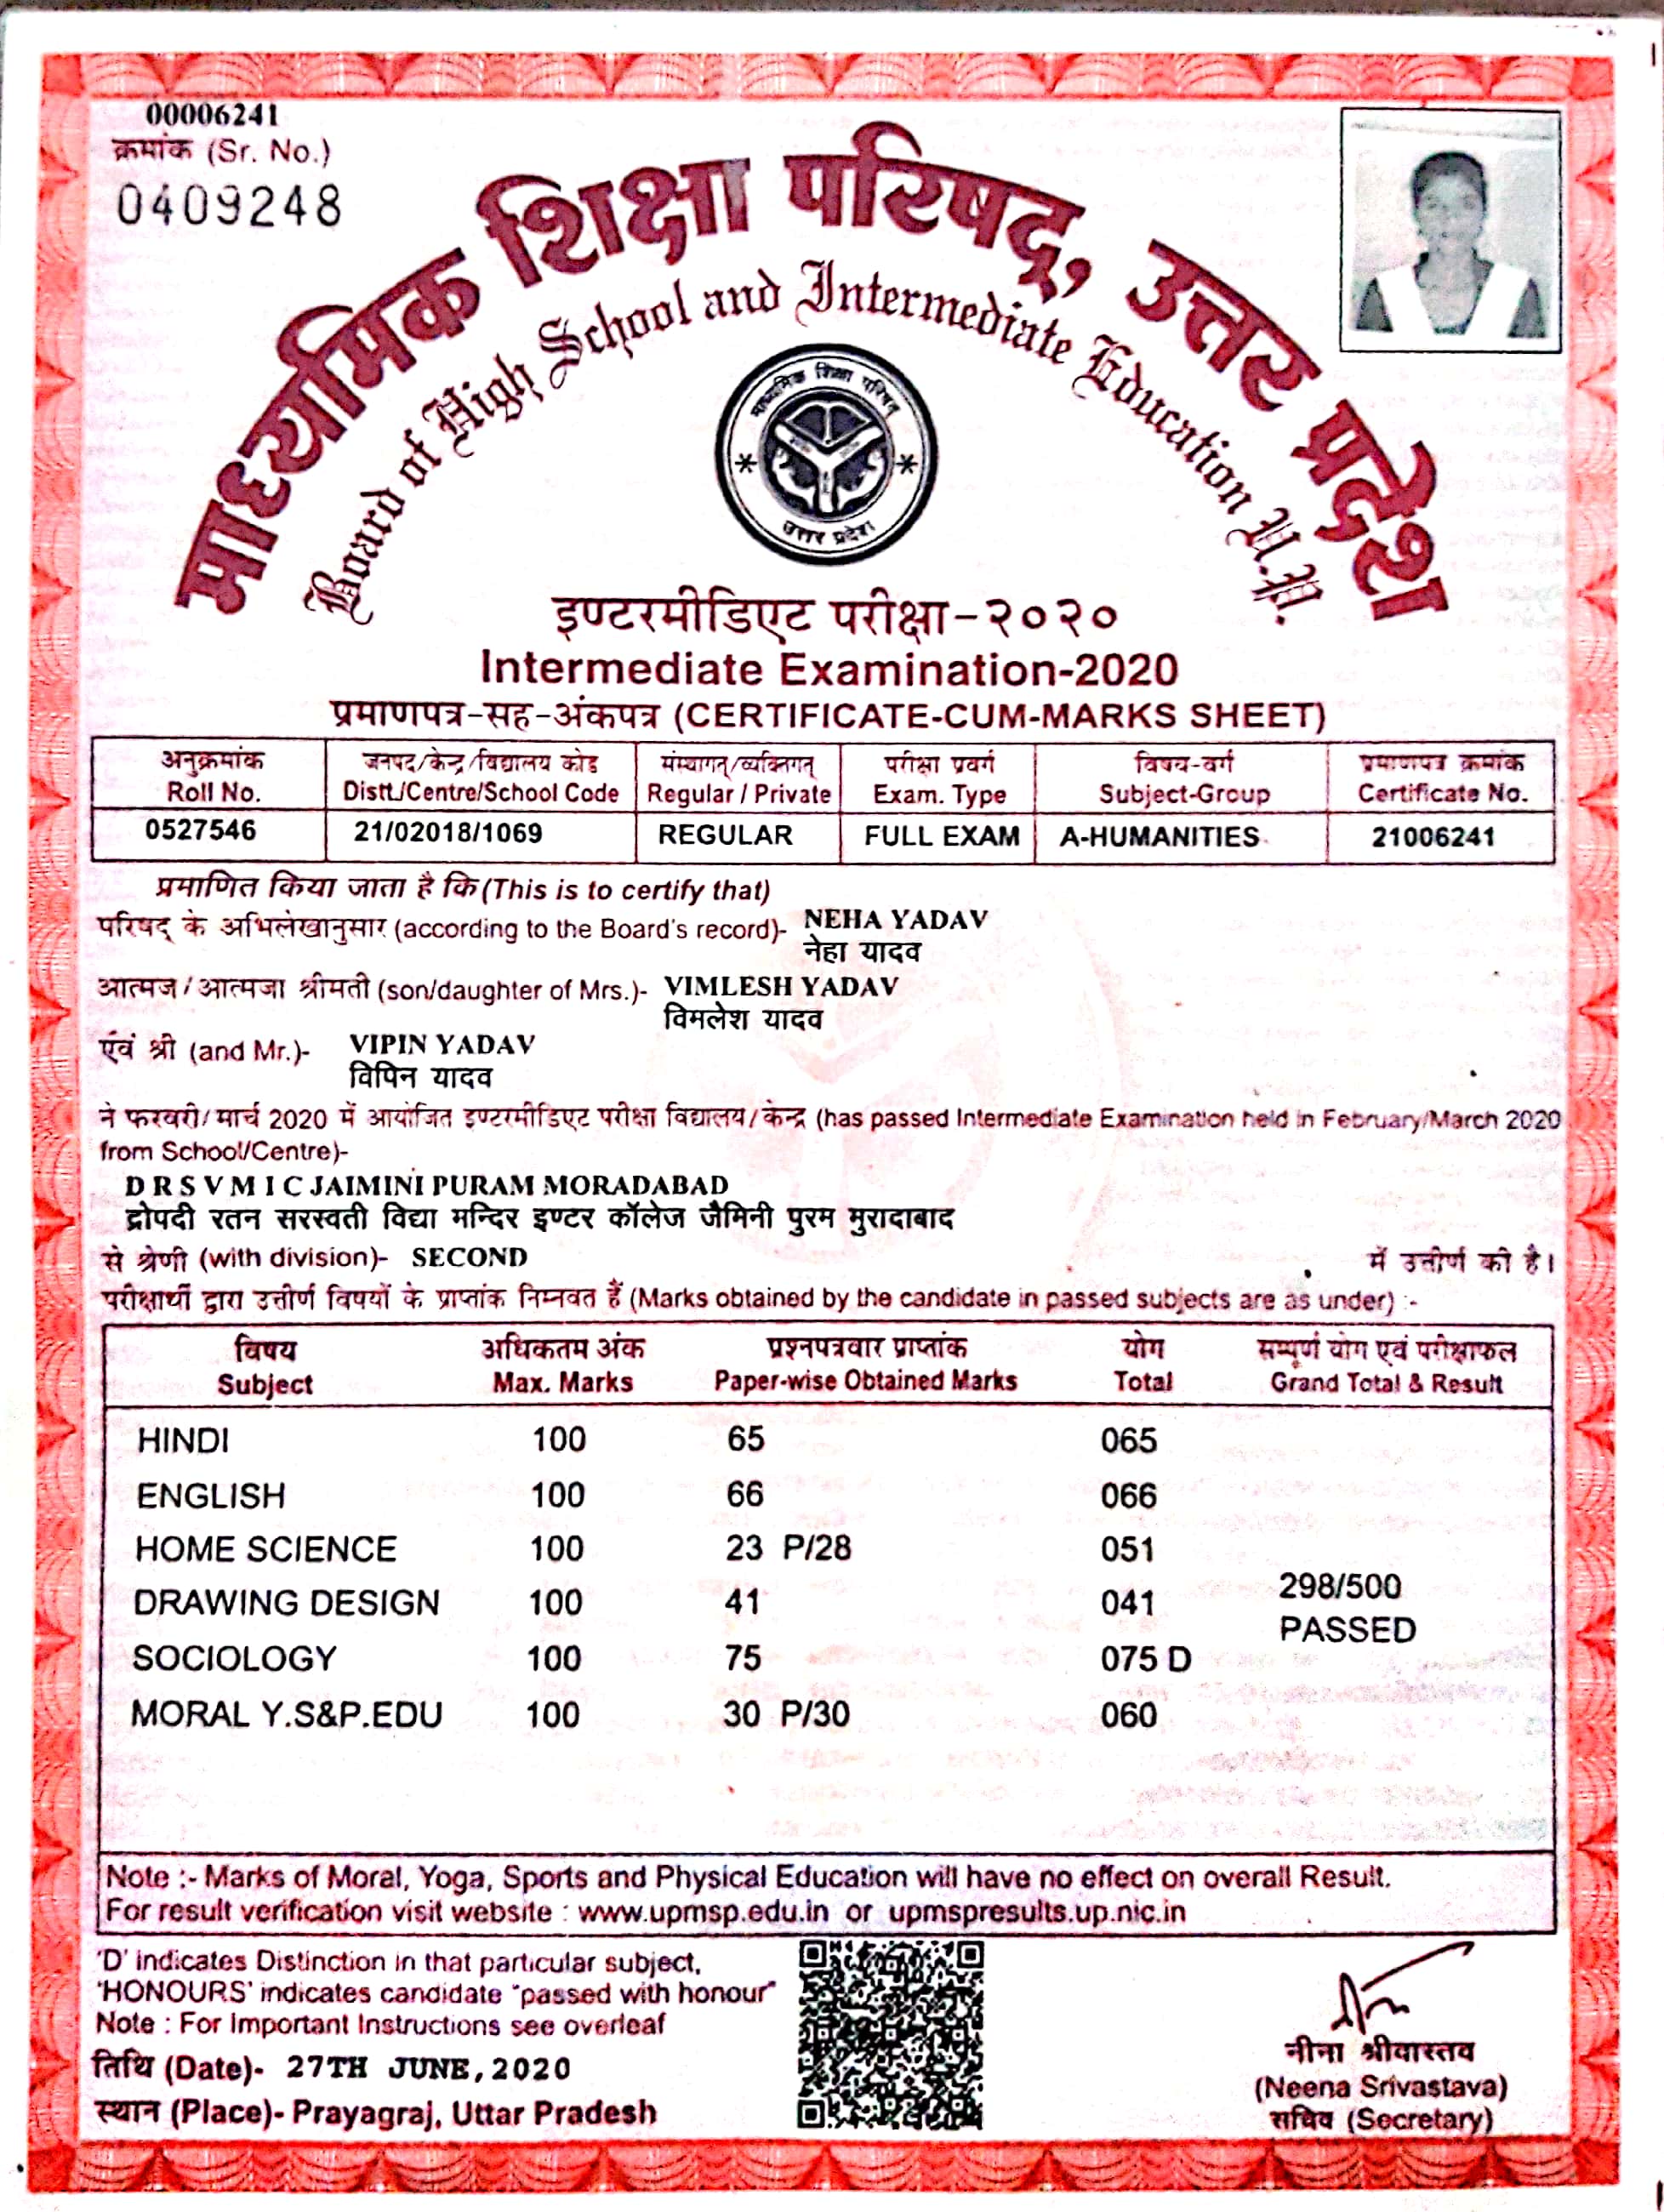 00006241
क्रमांक (Sr. No.)
0409248
माध्यमिक शिक्षा परिषद्, उत्तर प्रदेश
Board of High School and Intermediate Education U.P.
माध्यमिक शिक्षा परिषद्
उत्तर प्रदेश
इण्टरमीडिएट परीक्षा-२०२०
Intermediate Examination-2020
प्रमाणपत्र-सह-अंकपत्र (CERTIFICATE-CUM-MARKS SHEET)
अनुक्रमांक जनपद/केन्द्र/विद्यालय कोड संस्थागत्/व्यक्तिगत् परीक्षा प्रवर्ग विषय-वर्ग प्रमाणपत्र क्रमांक
Roll No. Distt./Centre/School Code Regular / Private Exam. Type Subject-Group Certificate No.
0527546 21/02018/1069 REGULAR FULL EXAM A-HUMANITIES 21006241
प्रमाणित किया जाता है कि (This is to certify that)
परिषद् के अभिलेखानुसार (according to the Board's record)- NEHA YADAV
नेहा यादव
आत्मज / आत्मजा श्रीमती (son/daughter of Mrs.)- VIMLESH YADAV
विमलेश यादव
एंवं श्री (and Mr.)- VIPIN YADAV
विपिन यादव
ने फरवरी/मार्च 2020 में आयोजित इण्टरमीडिएट परीक्षा विद्यालय/केन्द्र (has passed Intermediate Examination held in February/March 2020
from School/Centre)-
D R S V M I C JAIMINI PURAM MORADABAD
द्रोपदी रतन सरस्वती विद्या मन्दिर इण्टर कॉलेज जैमिनी पुरम मुरादाबाद
से श्रेणी (with division)- SECOND में उत्तीर्ण की है।
परीक्षार्थी द्वारा उत्तीर्ण विषयों के प्राप्तांक निम्नवत हैं (Marks obtained by the candidate in passed subjects are as under) :-
विषय अधिकतम अंक प्रश्नपत्रवार प्राप्तांक योग सम्पूर्ण योग एवं परीक्षाफल
Subject Max. Marks Paper-wise Obtained Marks Total Grand Total & Result
HINDI 100 65 065
ENGLISH 100 66 066
HOME SCIENCE 100 23 P/28 051
298/500
DRAWING DESIGN 100 41 041
PASSED
SOCIOLOGY 100 75 075 D
MORAL Y.S&P.EDU 100 30 P/30 060
Note :- Marks of Moral, Yoga, Sports and Physical Education will have no effect on overall Result.
For result verification visit website : www.upmsp.edu.in or upmspresults.up.nic.in
'D' indicates Distinction in that particular subject,
'HONOURS' indicates candidate "passed with honour"
Note : For Important Instructions see overleaf
तिथि (Date)- 27TH JUNE, 2020
स्थान (Place)- Prayagraj, Uttar Pradesh
नीना श्रीवास्तव
(Neena Srivastava)
सचिव (Secretary)